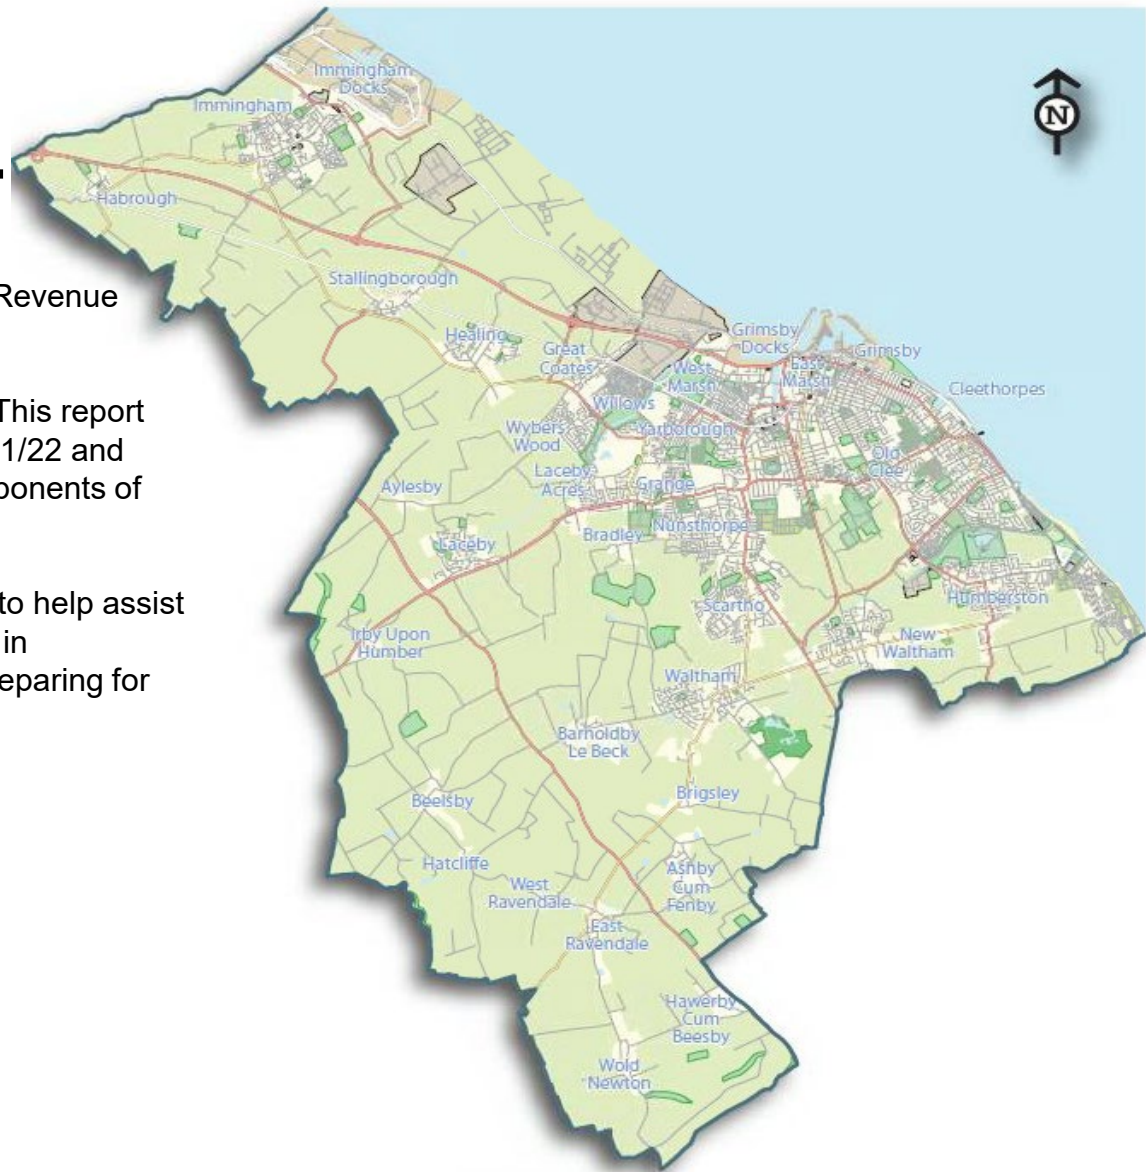 Revenue
This report
1/22 and
ponents of
to help assist
in
eparing for
N
Immingham
Docks
Immingham
Habrough
Stallingborough
Healing
Great
Coates
Grimsby
Docks
Grimsby
West
Marsh
East
Marsh
Cleethorpes
Willows
Wybers
Wood
Yarborough
Old
Clee
Laceby
Acres
Grange
Aylesby
Nunsthorpe
Bradley
Laceby
Scartho
Humberston
Irby Upon
Humber
New
Waltham
Waltham
Barnoldby
Le Beck
Beelsby
Brigsley
Hatcliffe
Ashby
Cum
Fenby
West
Ravendale
East
Ravendale
Hawerby
Cum
Beesby
Wold
Newton